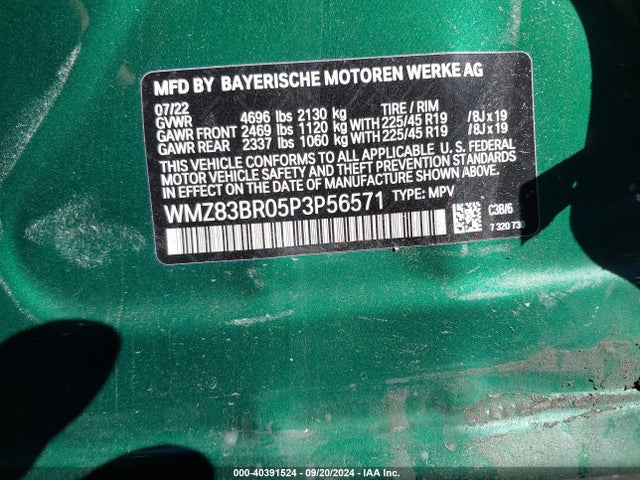 MFD BY BAYERISCHE MOTOREN WERKE AG
07/22 TIRE / RIM
GVWR 4696 lbs 2130 kg
GAWR FRONT 2469 lbs 1120 kg WITH 225/45 R19 /8J x 19
GAWR REAR 2337 lbs 1060 kg WITH 225/45 R19 /8J x 19
THIS VEHICLE CONFORMS TO ALL APPLICABLE U. S. FEDERAL
MOTOR VEHICLE SAFETY AND THEFT PREVENTION STANDARDS
IN EFFECT ON THE DATE OF MANUFACTURE SHOWN ABOVE.
WMZ83BR05P3P56571 TYPE: MPV
C3B/6
7 320 730
000-40391524 - 09/20/2024 - IAA Inc.